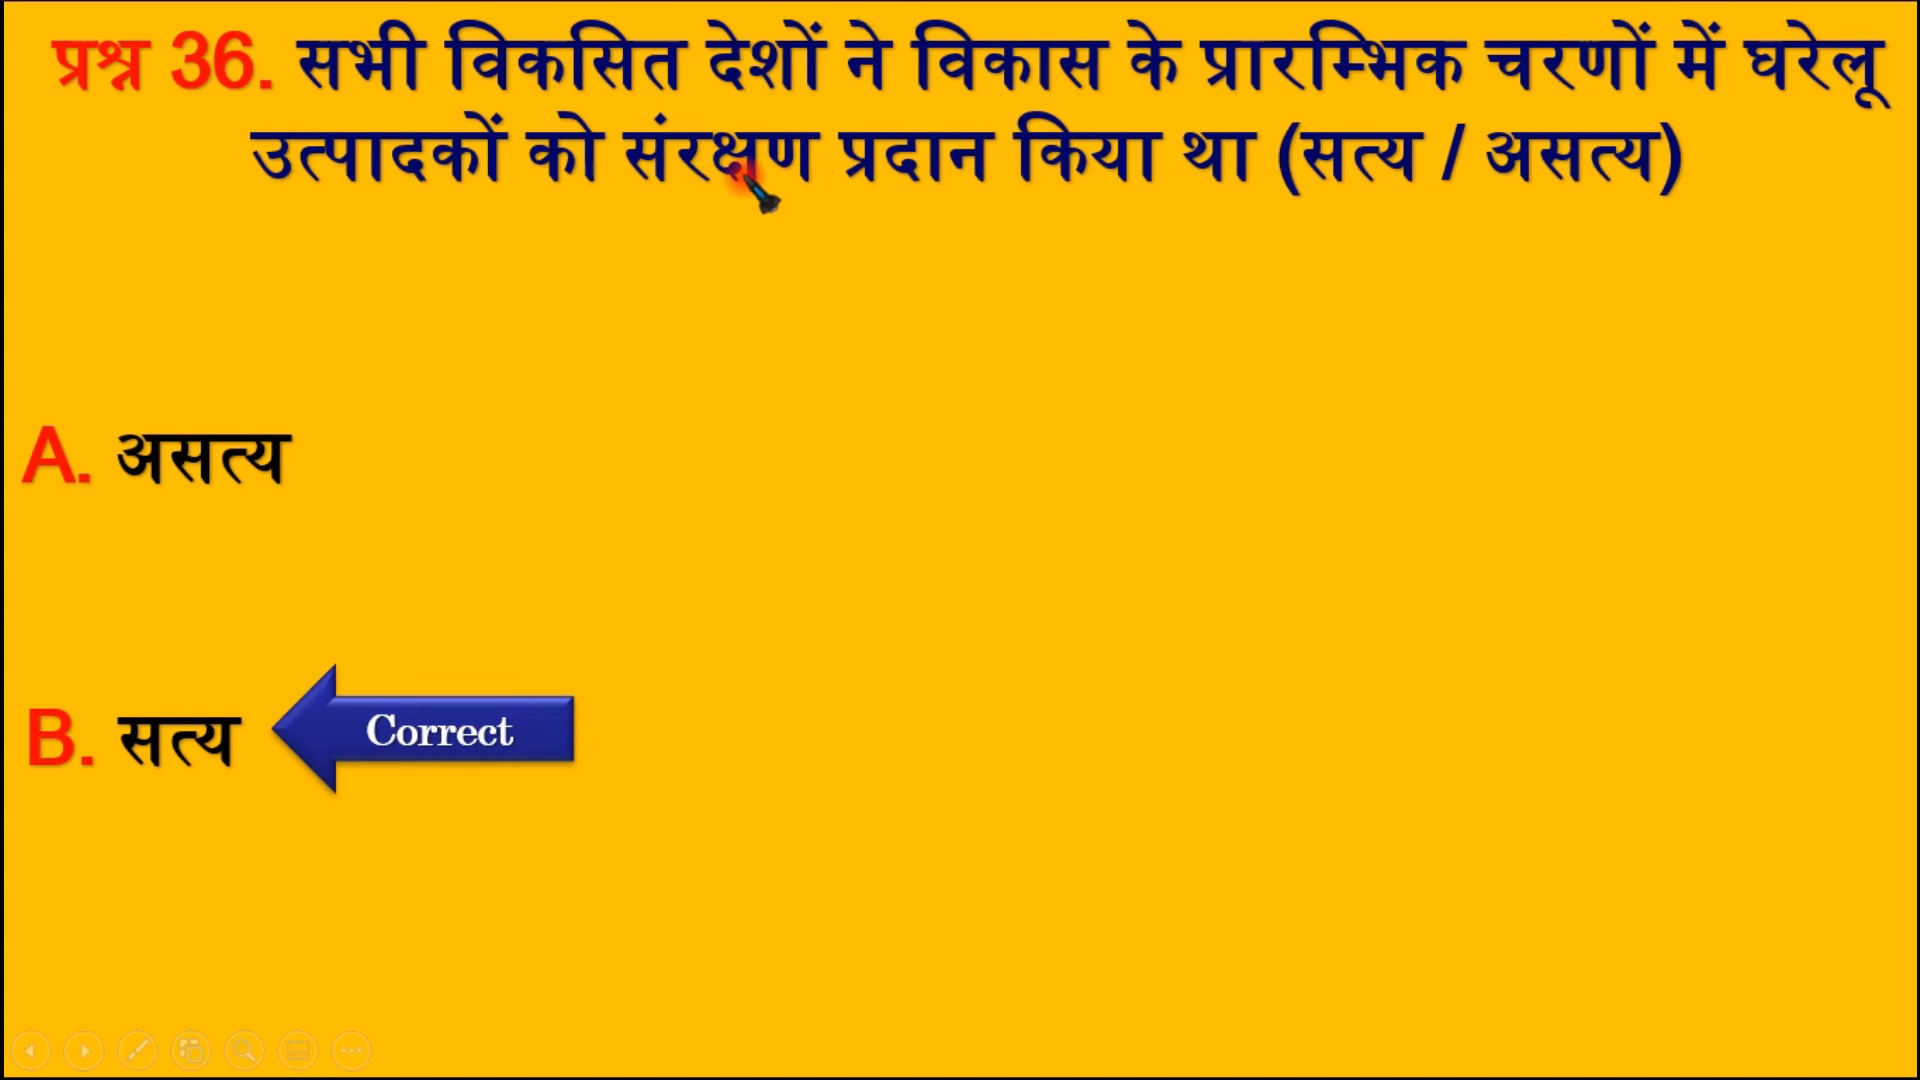 प्रश्न 36. सभी विकसित देशों ने विकास के प्रारम्भिक चरणों में घरेलू
उत्पादकों को संरक्षण प्रदान किया था (सत्य / असत्य)
A. असत्य
B. सत्य
Correct